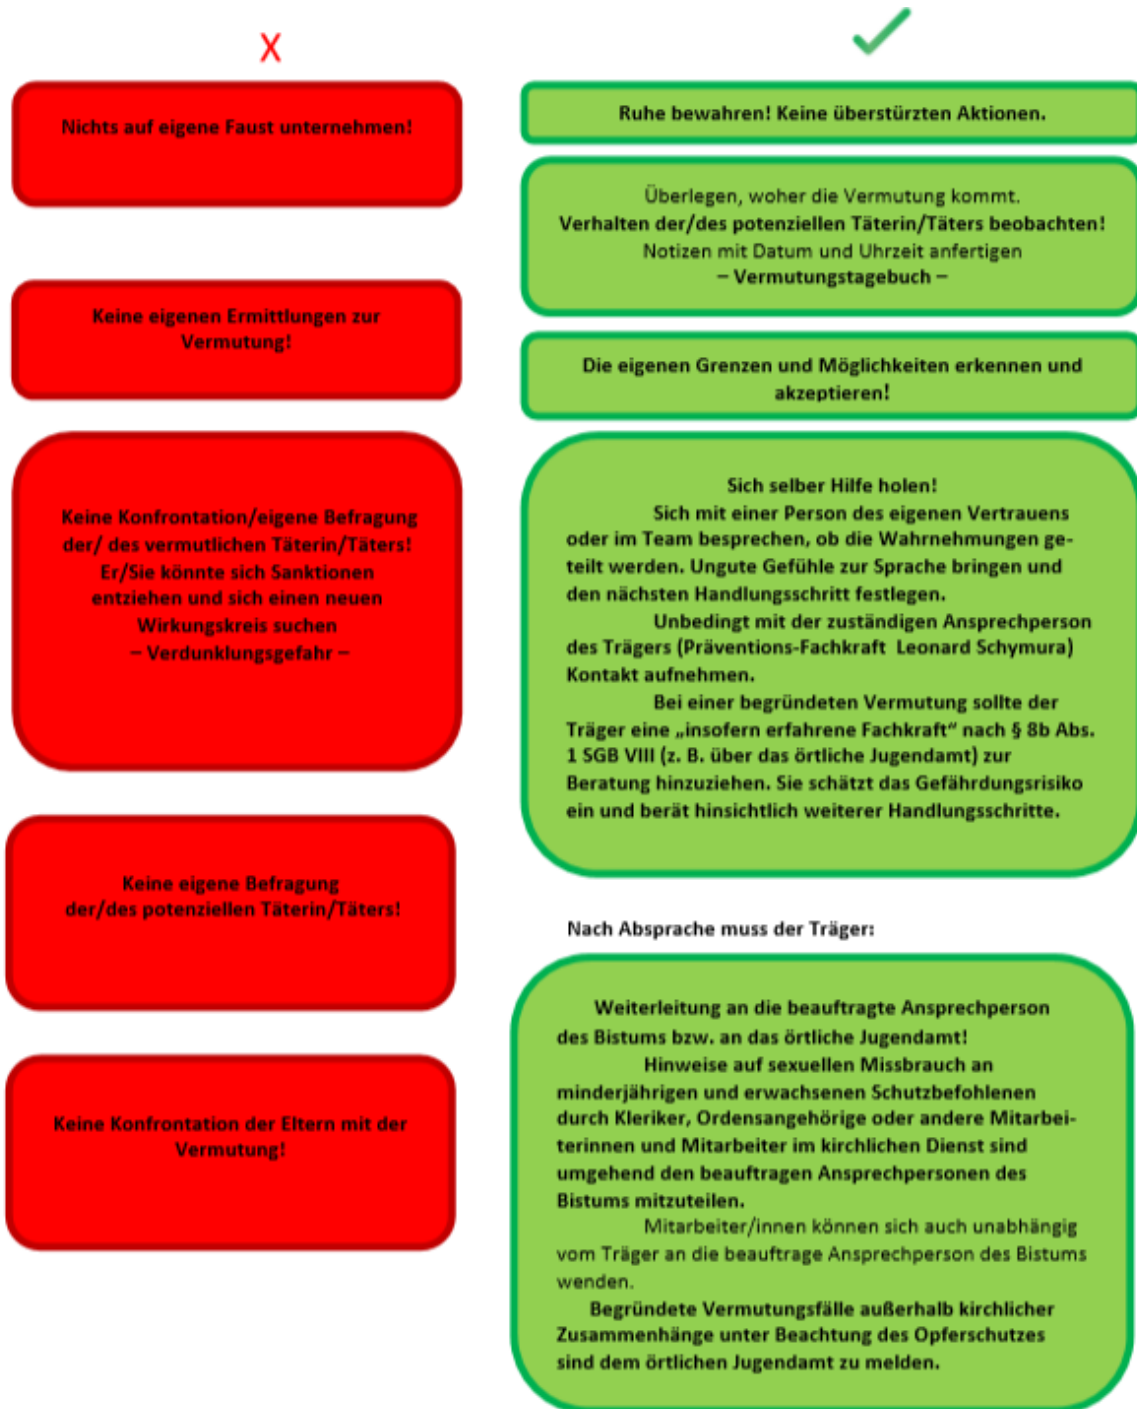 X
Nichts auf eigene Faust unternehmen!
Keine eigenen Ermittlungen zur
Vermutung!
Keine Konfrontation/eigene Befragung
der/ des vermutlichen Täterin/Täters!
Er/Sie könnte sich Sanktionen
entziehen und sich einen neuen
Wirkungskreis suchen
– Verdunklungsgefahr –
Keine eigene Befragung
der/des potenziellen Täterin/Täters!
Keine Konfrontation der Eltern mit der
Vermutung!
Ruhe bewahren! Keine überstürzten Aktionen.
Überlegen, woher die Vermutung kommt.
Verhalten der/des potenziellen Täterin/Täters beobachten!
Notizen mit Datum und Uhrzeit anfertigen
– Vermutungstagebuch –
Die eigenen Grenzen und Möglichkeiten erkennen und
akzeptieren!
Sich selber Hilfe holen!
Sich mit einer Person des eigenen Vertrauens
oder im Team besprechen, ob die Wahrnehmungen ge-
teilt werden. Ungute Gefühle zur Sprache bringen und
den nächsten Handlungsschritt festlegen.
Unbedingt mit der zuständigen Ansprechperson
des Trägers (Präventions-Fachkraft Leonard Schymura)
Kontakt aufnehmen.
Bei einer begründeten Vermutung sollte der
Träger eine „insofern erfahrene Fachkraft“ nach § 8b Abs.
1 SGB VIII (z. B. über das örtliche Jugendamt) zur
Beratung hinzuziehen. Sie schätzt das Gefährdungsrisiko
ein und berät hinsichtlich weiterer Handlungsschritte.
Nach Absprache muss der Träger:
Weiterleitung an die beauftragte Ansprechperson
des Bistums bzw. an das örtliche Jugendamt!
Hinweise auf sexuellen Missbrauch an
minderjährigen und erwachsenen Schutzbefohlenen
durch Kleriker, Ordensangehörige oder andere Mitarbei-
terinnen und Mitarbeiter im kirchlichen Dienst sind
umgehend den beauftragen Ansprechpersonen des
Bistums mitzuteilen.
Mitarbeiter/innen können sich auch unabhängig
vom Träger an die beauftrage Ansprechperson des Bistums
wenden.
Begründete Vermutungsfälle außerhalb kirchlicher
Zusammenhänge unter Beachtung des Opferschutzes
sind dem örtlichen Jugendamt zu melden.